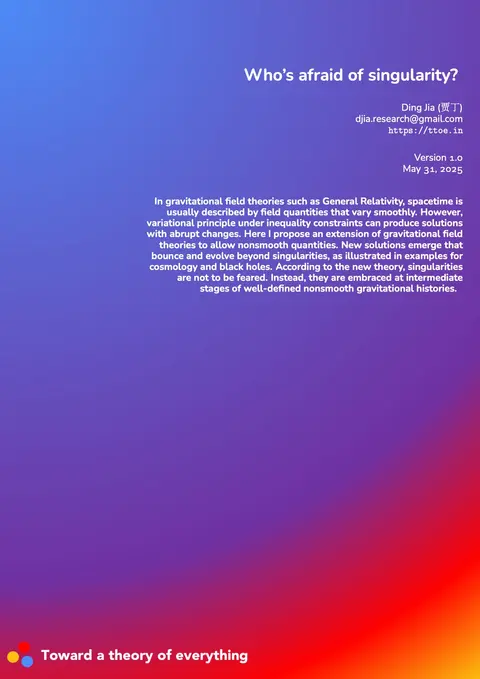 Who's afraid of singularity?
Ding Jia (贾丁)
djia.research@gmail.com
https://ttoe.in
Version 1.0
May 31, 2025
In gravitational field theories such as General Relativity, spacetime is
usually described by field quantities that vary smoothly. However,
variational principle under inequality constraints can produce solutions
with abrupt changes. Here I propose an extension of gravitational field
theories to allow nonsmooth quantities. New solutions emerge that
bounce and evolve beyond singularities, as illustrated in examples for
cosmology and black holes. According to the new theory, singularities
are not to be feared. Instead, they are embraced at intermediate
stages of well-defined nonsmooth gravitational histories.
Toward a theory of everything